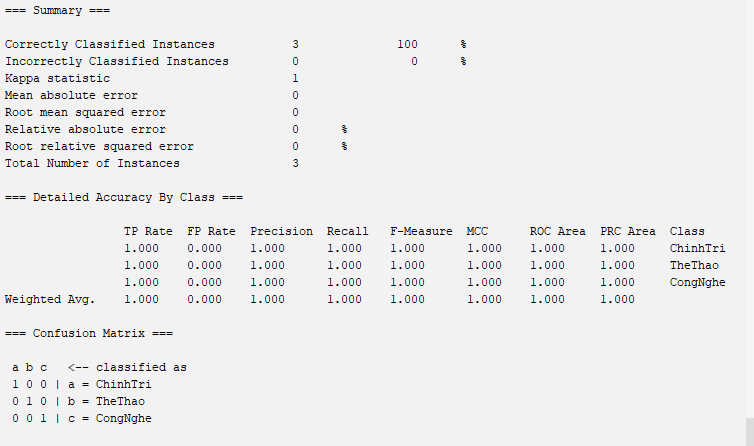 === Summary ===
Correctly Classified Instances 3 100 %
Incorrectly Classified Instances 0 0 %
Kappa statistic 1
Mean absolute error 0
Root mean squared error 0
Relative absolute error 0 %
Root relative squared error 0 %
Total Number of Instances 3
=== Detailed Accuracy By Class ===
TP Rate FP Rate Precision Recall F-Measure MCC ROC Area PRC Area Class
1.000 0.000 1.000 1.000 1.000 1.000 1.000 1.000 ChinhTri
1.000 0.000 1.000 1.000 1.000 1.000 1.000 1.000 TheThao
1.000 0.000 1.000 1.000 1.000 1.000 1.000 1.000 CongNghe
Weighted Avg. 1.000 0.000 1.000 1.000 1.000 1.000 1.000 1.000
=== Confusion Matrix ===
a b c <-- classified as
1 0 0 | a = ChinhTri
0 1 0 | b = TheThao
0 0 1 | c = CongNghe